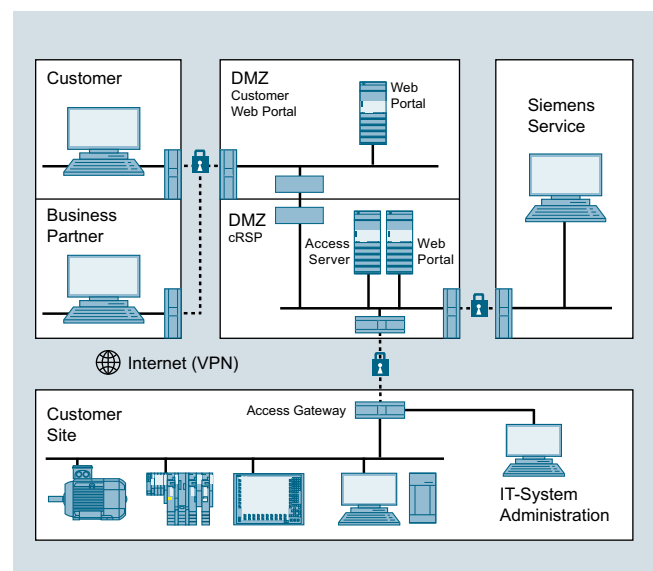 Customer
DMZ
Customer
Web Portal
Web
Portal
Siemens
Service
Business
Partner
DMZ
cRSP
Access
Server
Web
Portal
Internet (VPN)
Customer
Site
Access Gateway
IT-System
Administration